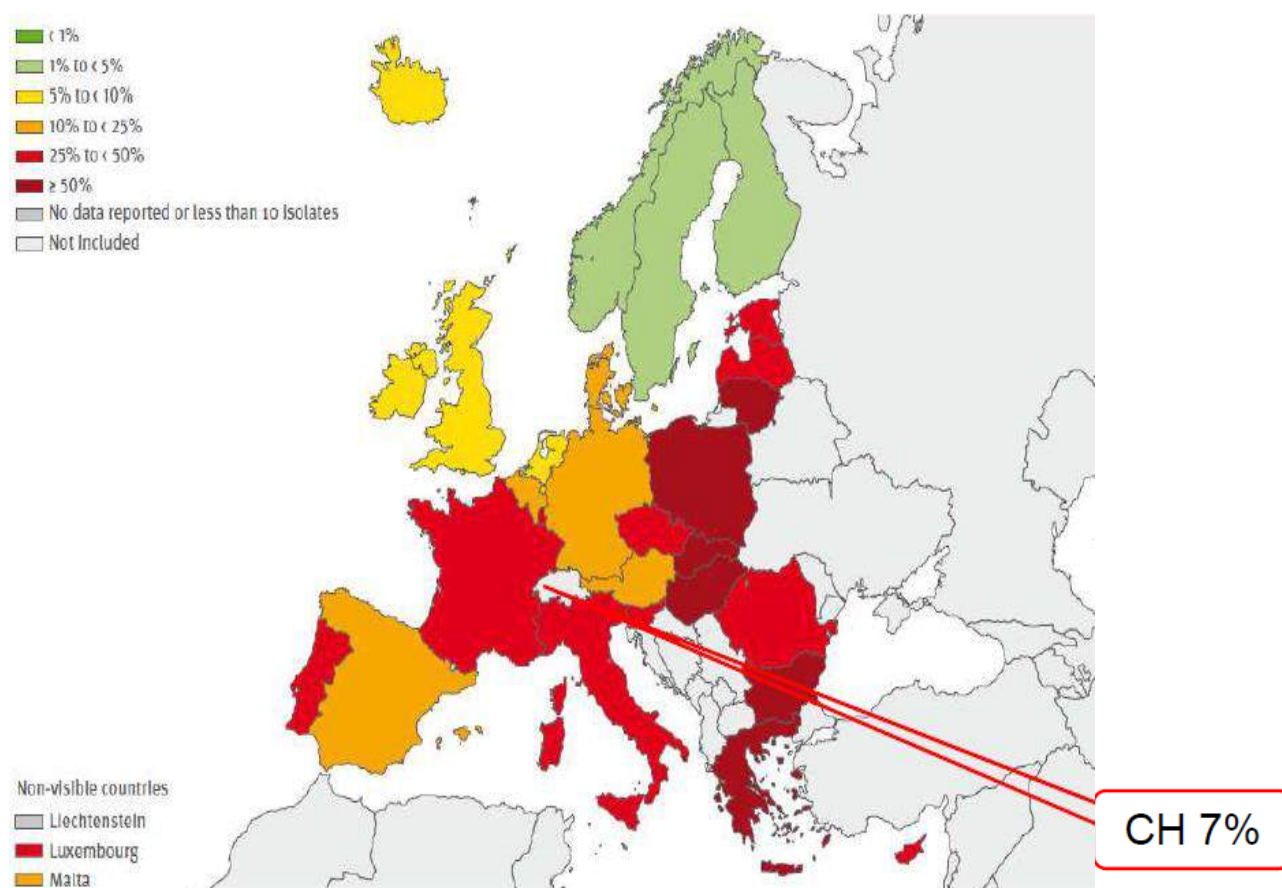 < 1%
1% to < 5%
5% to < 10%
10% to < 25%
25% to < 50%
≥ 50%
No data reported or less than 10 isolates
Not included
Non-visible countries
Liechtenstein
Luxembourg
Malta
CH 7%